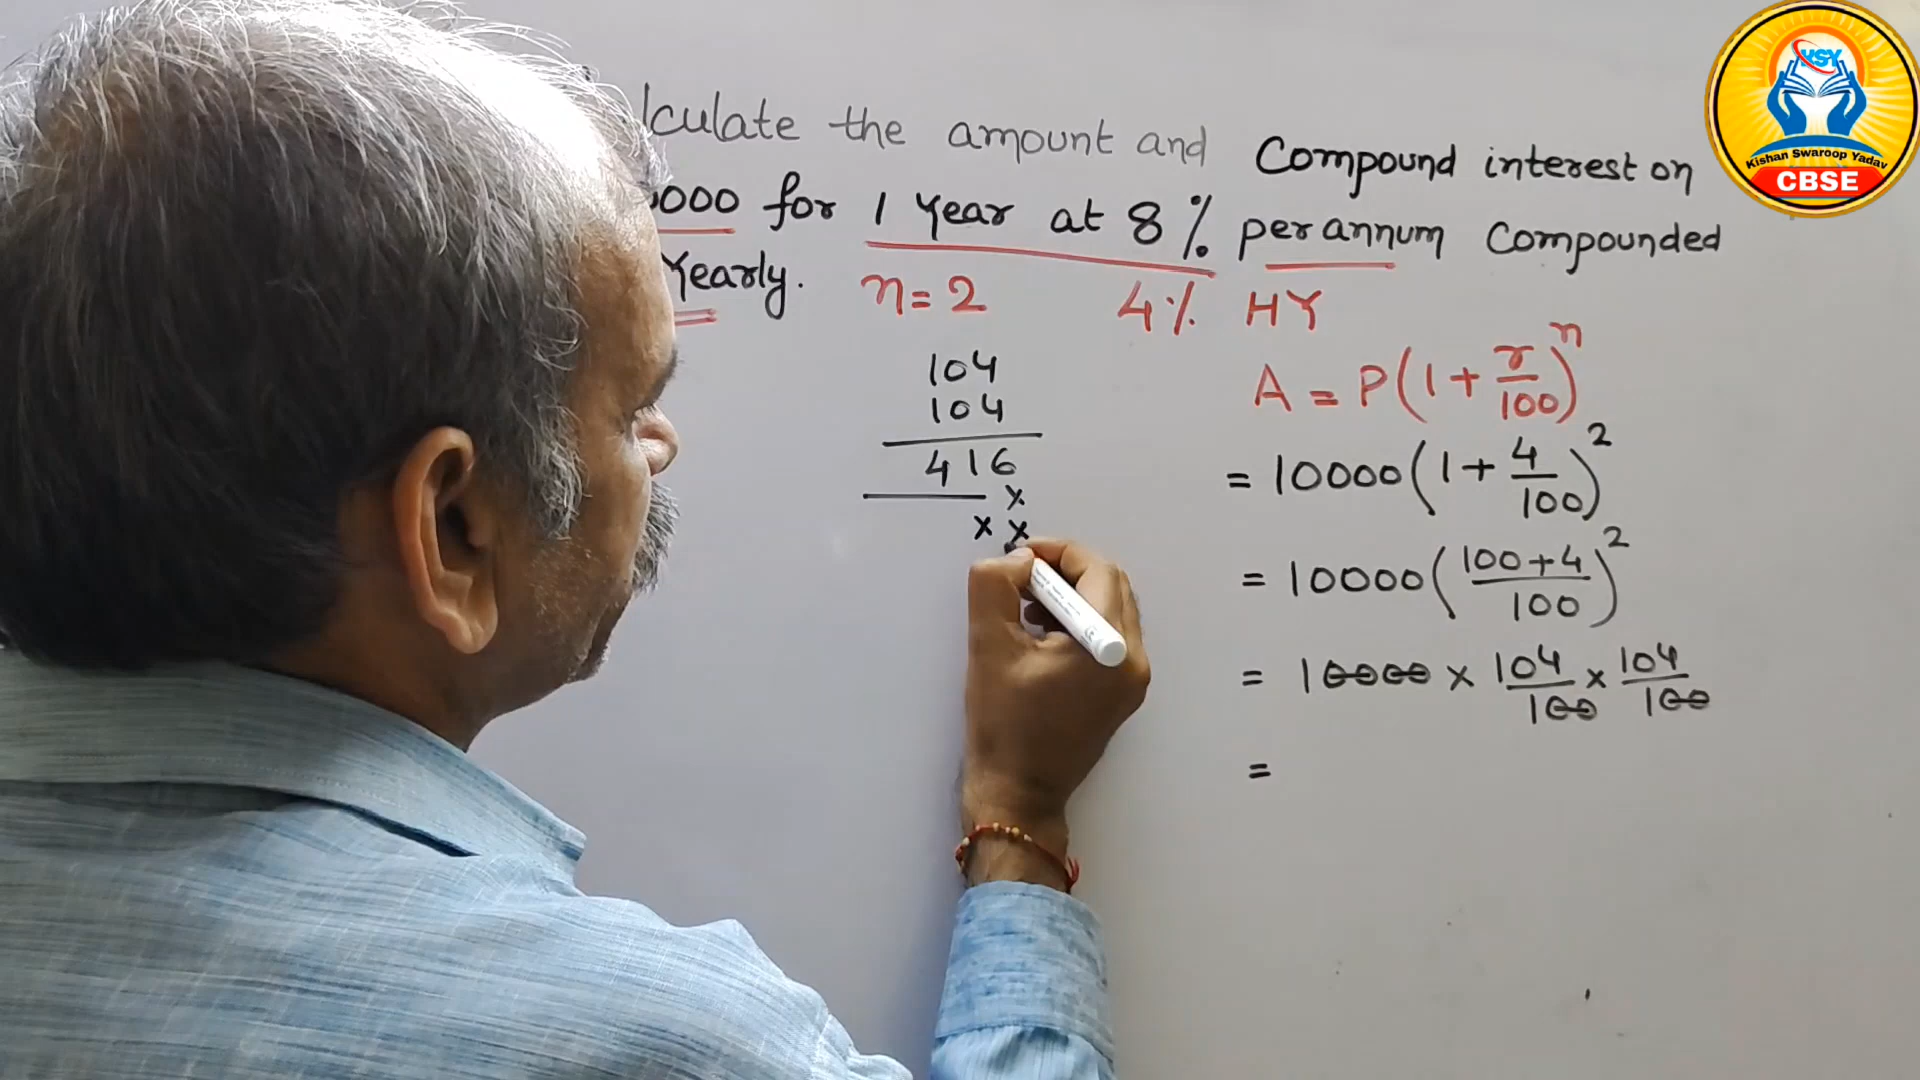 lculate the amount and Compound interest on
0000 for 1 Year at 8% per annum Compounded
Yearly.
n = 2 4% HY
104
104
416
x
x x
A = P(1 + r/100)^n
= 10000(1 + 4/100)^2
= 10000((100+4)/100)^2
= 10000 x 104/100 x 104/100
=
KSY
Kishan Swaroop Yadav
CBSE